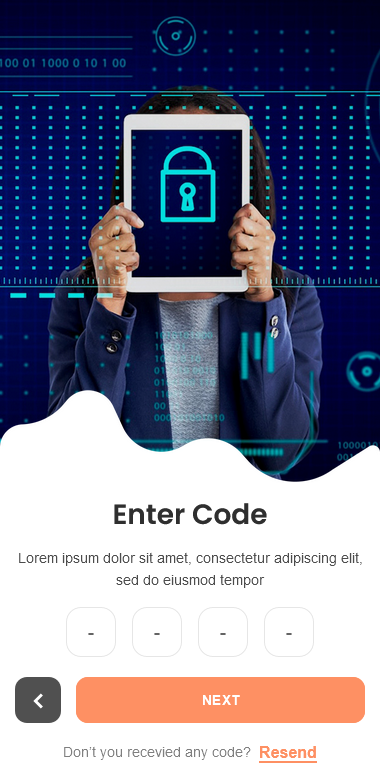 100 01 1000 0 10 1 00
Enter Code
Lorem ipsum dolor sit amet, consectetur adipiscing elit,
sed do eiusmod tempor
- - - -
NEXT
Don't you recevied any code? Resend